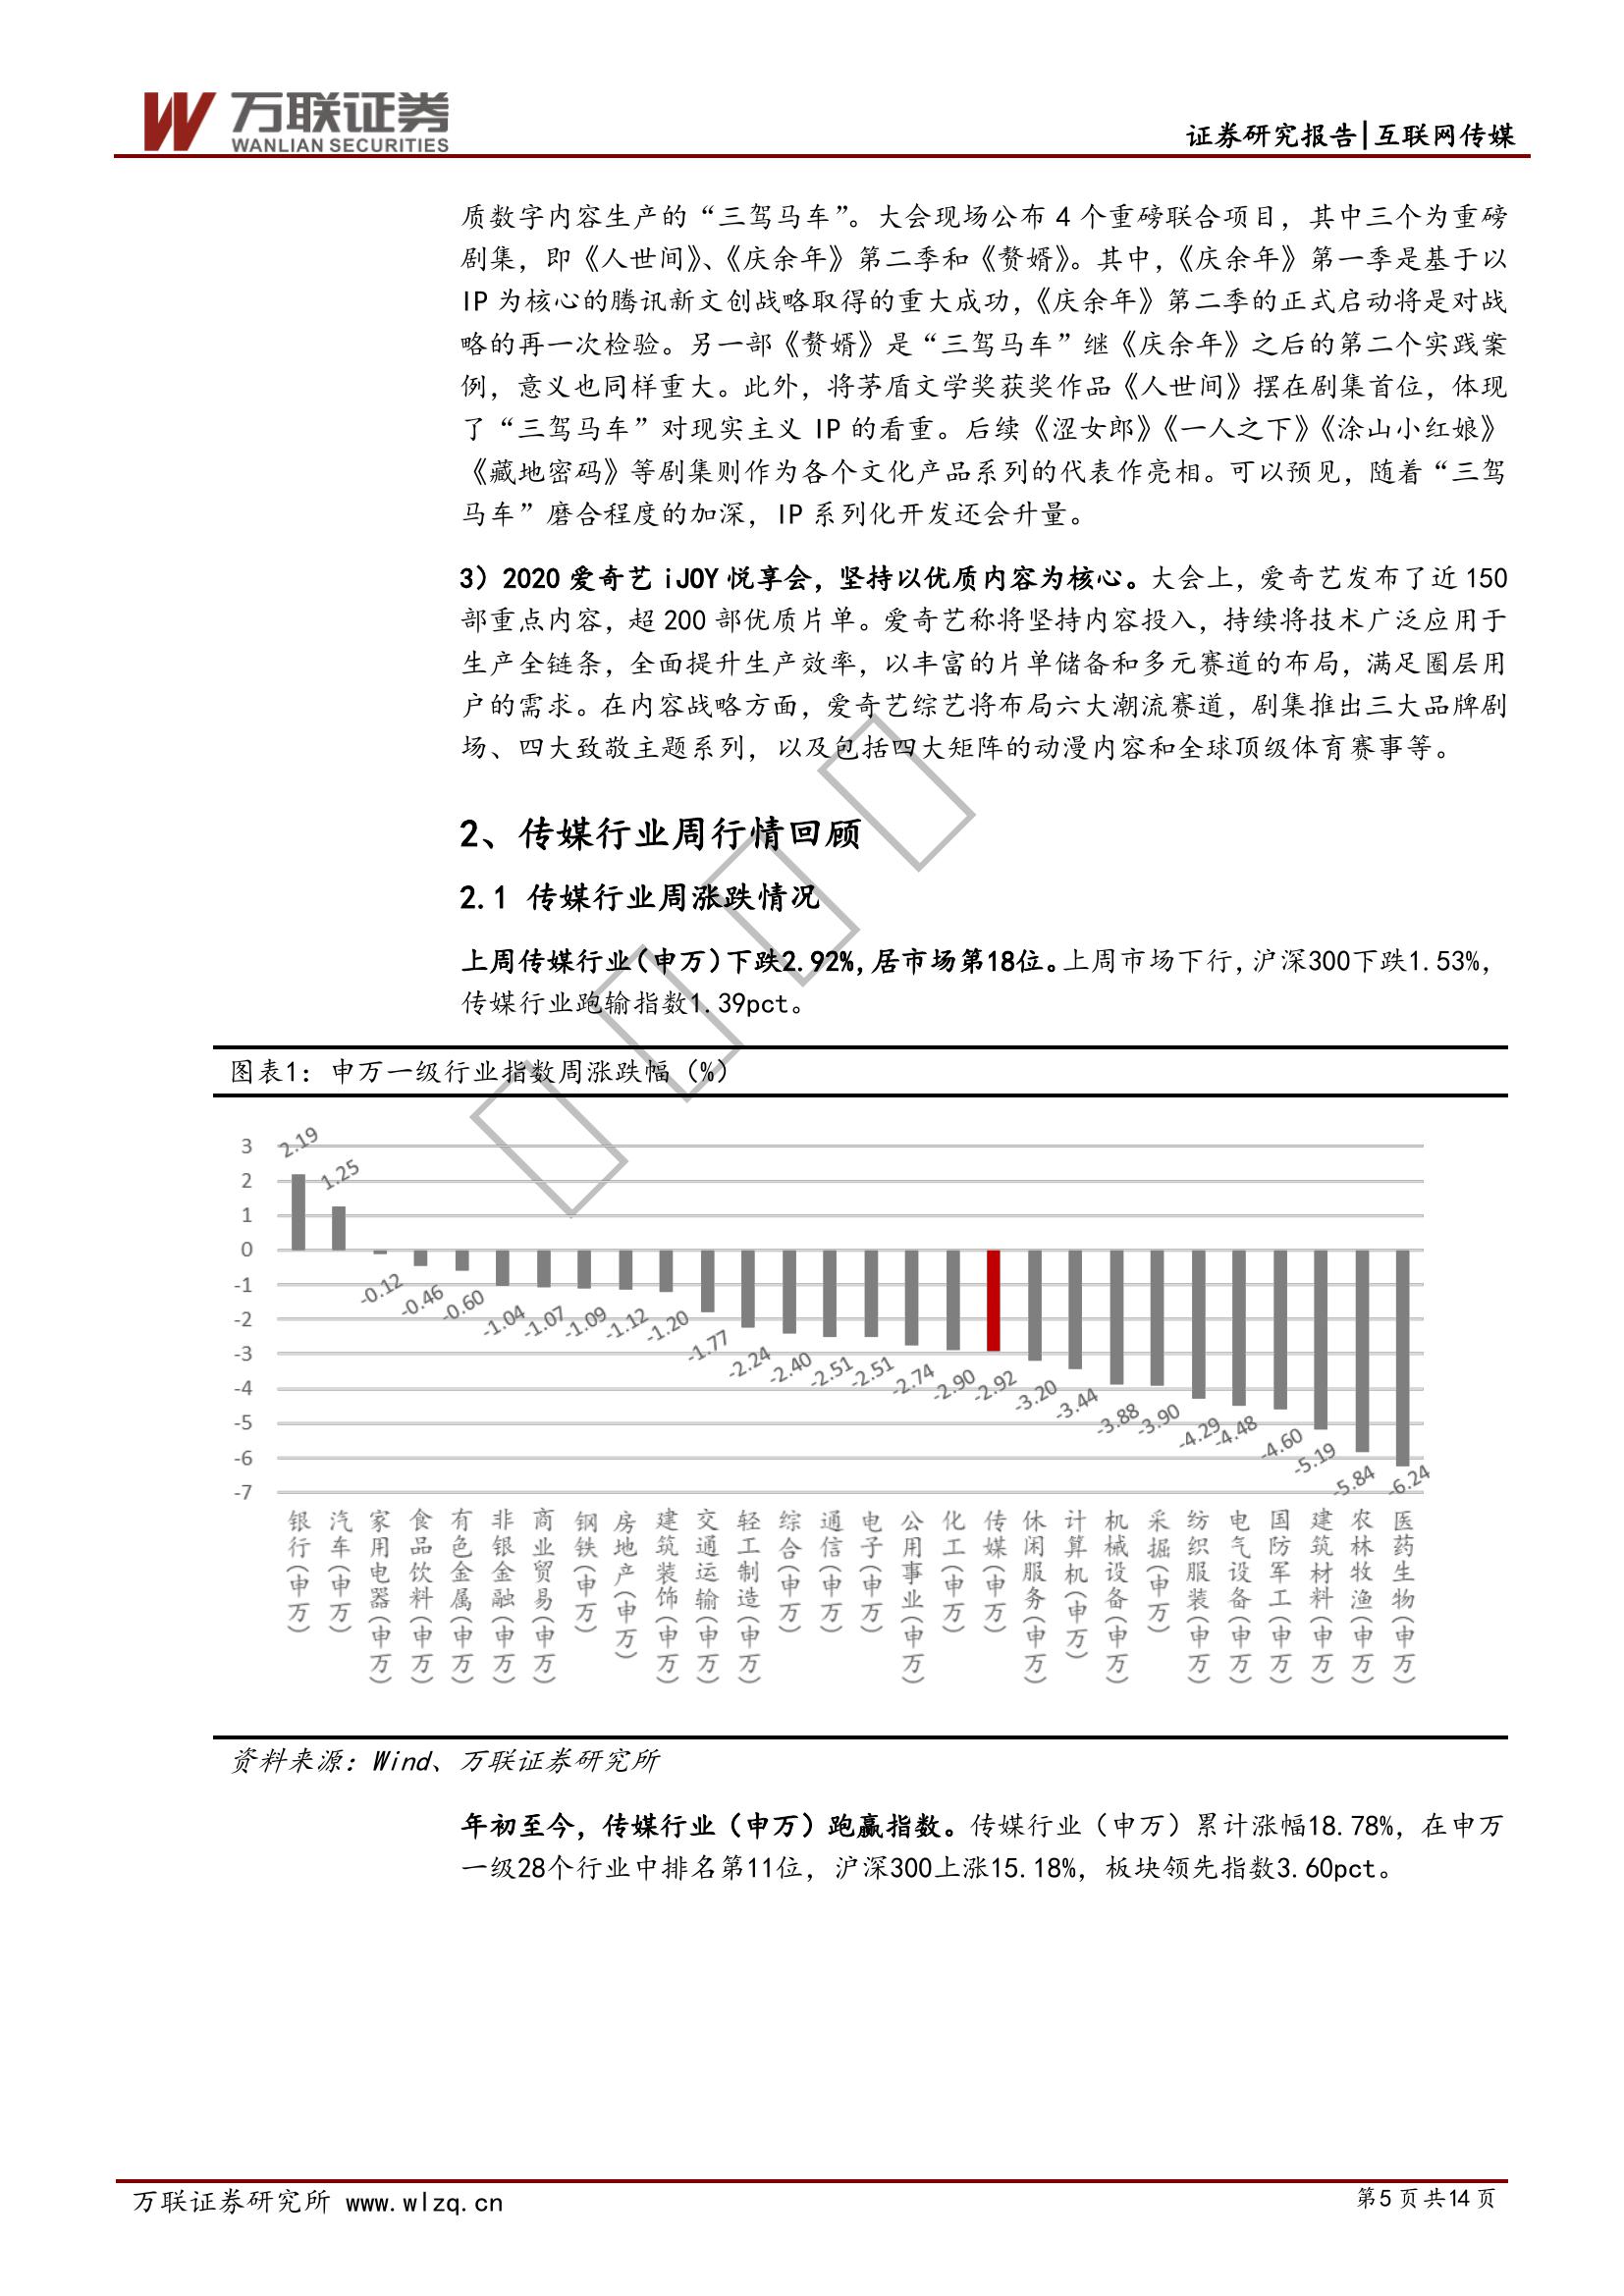 万联证券
WANLIAN SECURITIES
证券研究报告|互联网传媒
质数字内容生产的“三驾马车”。大会现场公布 4 个重磅联合项目，其中三个为重磅
剧集，即《人世间》、《庆余年》第二季和《赘婿》。其中，《庆余年》第一季是基于以
IP 为核心的腾讯新文创战略取得的重大成功，《庆余年》第二季的正式启动将是对战
略的再一次检验。另一部《赘婿》是“三驾马车”继《庆余年》之后的第二个实践案
例，意义也同样重大。此外，将茅盾文学奖获奖作品《人世间》摆在剧集首位，体现
了“三驾马车”对现实主义 IP 的看重。后续《涩女郎》《一人之下》《涂山小红娘》
《藏地密码》等剧集则作为各个文化产品系列的代表作亮相。可以预见，随着“三驾
马车”磨合程度的加深，IP 系列化开发还会升量。
3）2020 爱奇艺 iJOY 悦享会，坚持以优质内容为核心。大会上，爱奇艺发布了近 150
部重点内容，超 200 部优质片单。爱奇艺称将坚持内容投入，持续将技术广泛应用于
生产全链条，全面提升生产效率，以丰富的片单储备和多元赛道的布局，满足圈层用
户的需求。在内容战略方面，爱奇艺综艺将布局六大潮流赛道，剧集推出三大品牌剧
场、四大致敬主题系列，以及包括四大矩阵的动漫内容和全球顶级体育赛事等。
2、传媒行业周行情回顾
2.1 传媒行业周涨跌情况
上周传媒行业（申万）下跌2.92%，居市场第18位。上周市场下行，沪深300下跌1.53%，
传媒行业跑输指数1.39pct。
图表1：申万一级行业指数周涨跌幅（%）
3
2
1
0
-1
-2
-3
-4
-5
-6
-7
2.19
1.25
-0.12
-0.46
-0.60
-1.04
-1.07
-1.09
-1.12
-1.20
-1.77
-2.24
-2.40
-2.51
-2.51
-2.74
-2.90
-2.92
-3.20
-3.44
-3.88
-3.90
-4.29
-4.48
-4.60
-5.19
-5.84
-6.24
银行(申万)
汽车(申万)
家用电器(申万)
食品饮料(申万)
有色金属(申万)
非银金融(申万)
商业贸易(申万)
钢铁(申万)
房地产(申万)
建筑装饰(申万)
交通运输(申万)
轻工制造(申万)
综合(申万)
通信(申万)
电子(申万)
公用事业(申万)
化工(申万)
传媒(申万)
休闲服务(申万)
计算机(申万)
机械设备(申万)
采掘(申万)
纺织服装(申万)
电气设备(申万)
国防军工(申万)
建筑材料(申万)
农林牧渔(申万)
医药生物(申万)
资料来源：Wind、万联证券研究所
年初至今，传媒行业（申万）跑赢指数。传媒行业（申万）累计涨幅18.78%，在申万
一级28个行业中排名第11位，沪深300上涨15.18%，板块领先指数3.60pct。
万联证券研究所 www.wlzq.cn
第5 页 共14 页